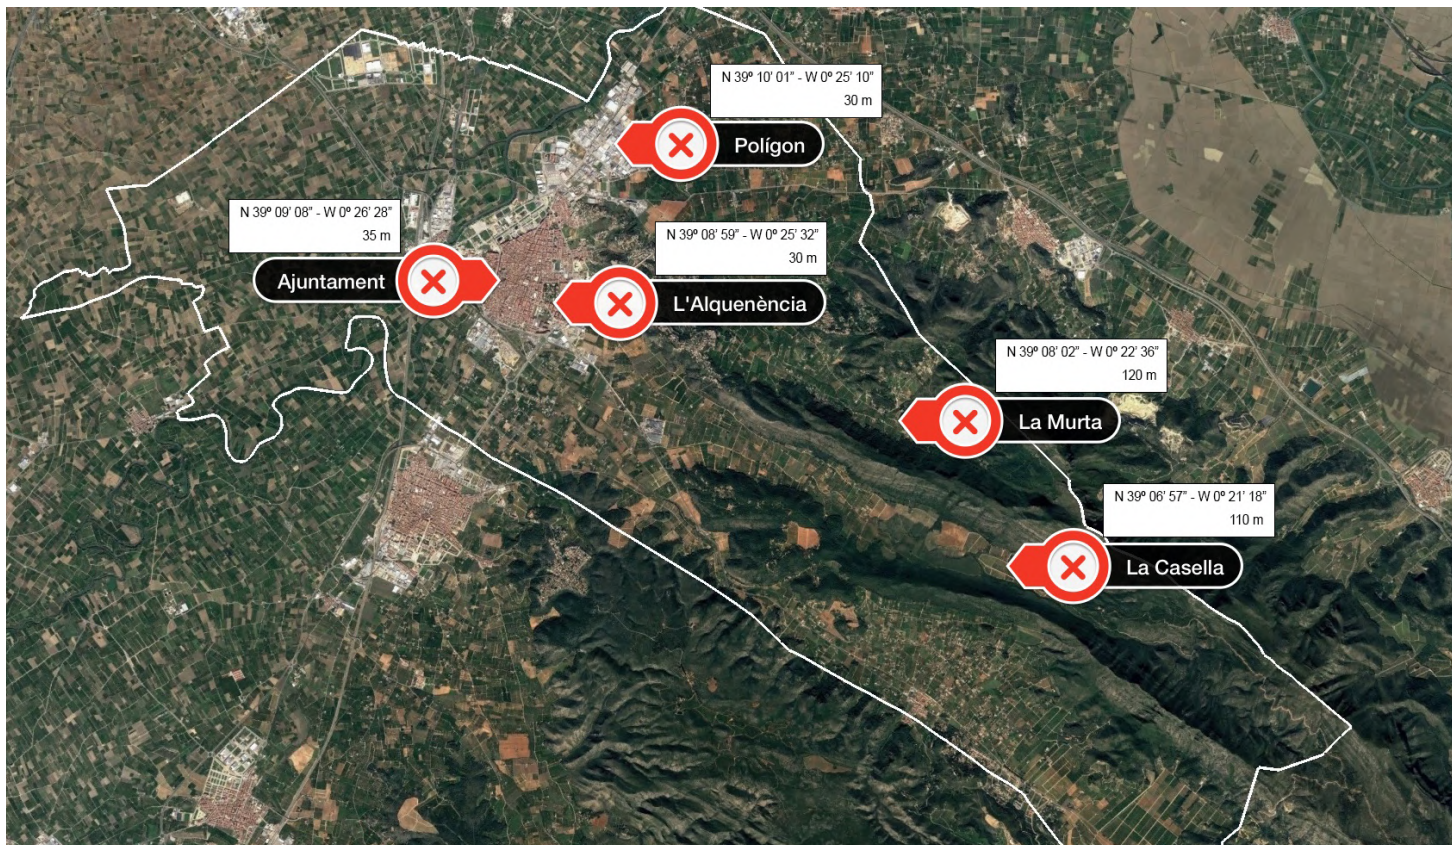 N 39º 10' 01" - W 0º 25' 10"
30 m
Polígon
N 39º 09' 08" - W 0º 26' 28"
35 m
Ajuntament
N 39º 08' 59" - W 0º 25' 32"
30 m
L'Alquenència
N 39º 08' 02" - W 0º 22' 36"
120 m
La Murta
N 39º 06' 57" - W 0º 21' 18"
110 m
La Casella